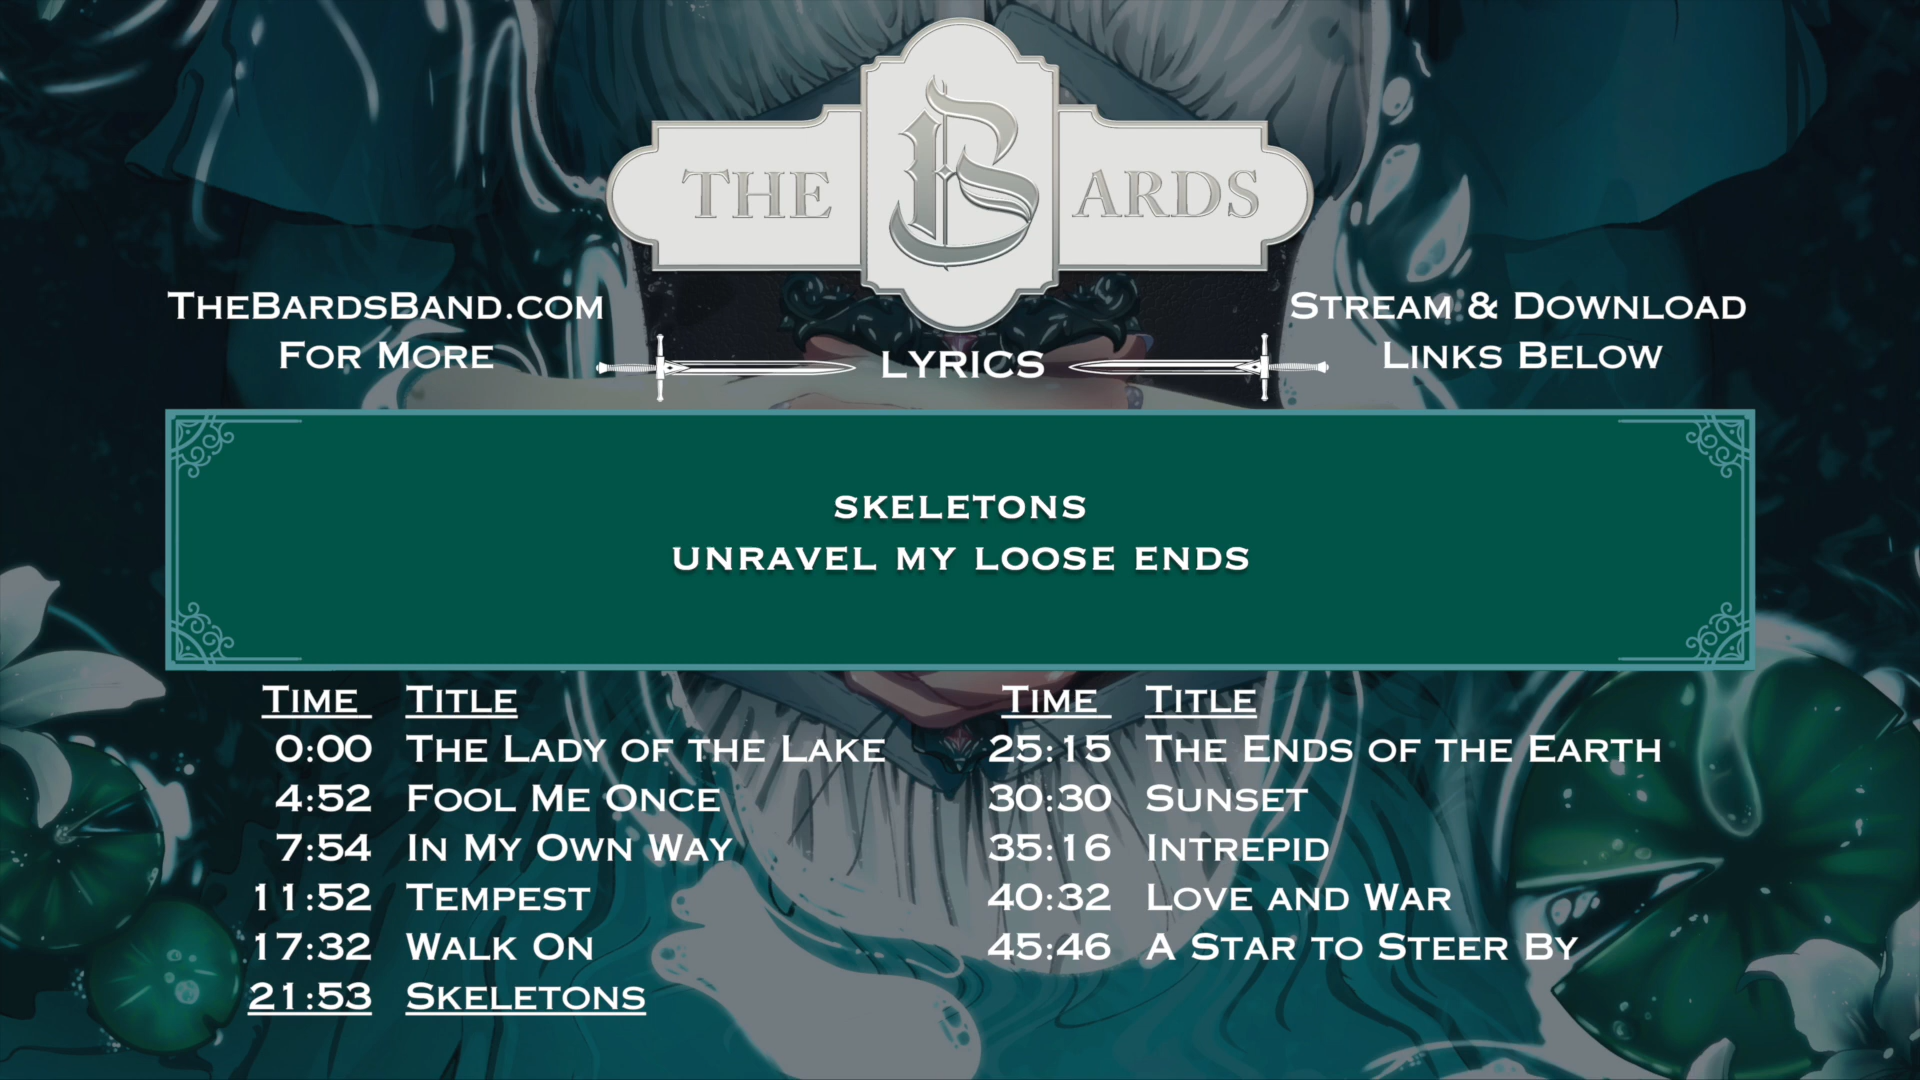 THE BARDS
THEBARDSBAND.COM
FOR MORE
STREAM & DOWNLOAD
LINKS BELOW
LYRICS
SKELETONS
UNRAVEL MY LOOSE ENDS
TIME TITLE
0:00 THE LADY OF THE LAKE
4:52 FOOL ME ONCE
7:54 IN MY OWN WAY
11:52 TEMPEST
17:32 WALK ON
21:53 SKELETONS
TIME TITLE
25:15 THE ENDS OF THE EARTH
30:30 SUNSET
35:16 INTREPID
40:32 LOVE AND WAR
45:46 A STAR TO STEER BY